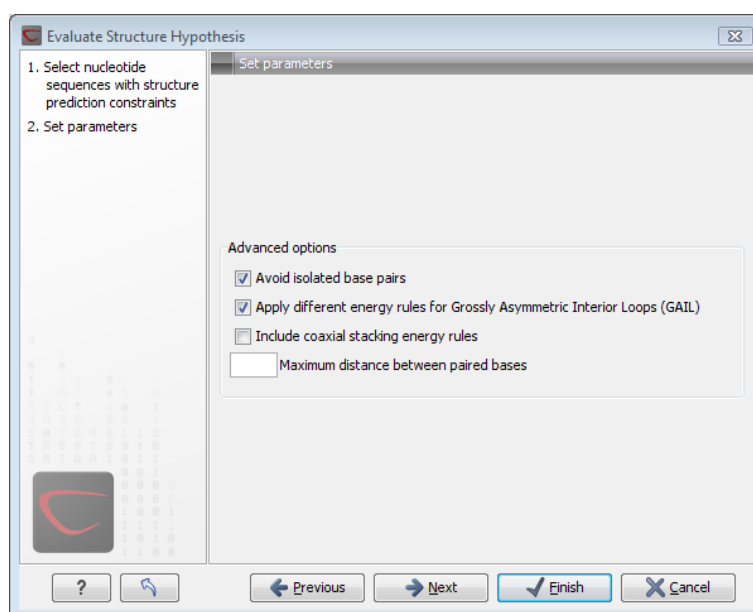 Evaluate Structure Hypothesis
1. Select nucleotide
sequences with structure
prediction constraints
2. Set parameters
Set parameters
Advanced options
Avoid isolated base pairs
Apply different energy rules for Grossly Asymmetric Interior Loops (GAIL)
Include coaxial stacking energy rules
Maximum distance between paired bases
?
Previous
Next
Finish
Cancel